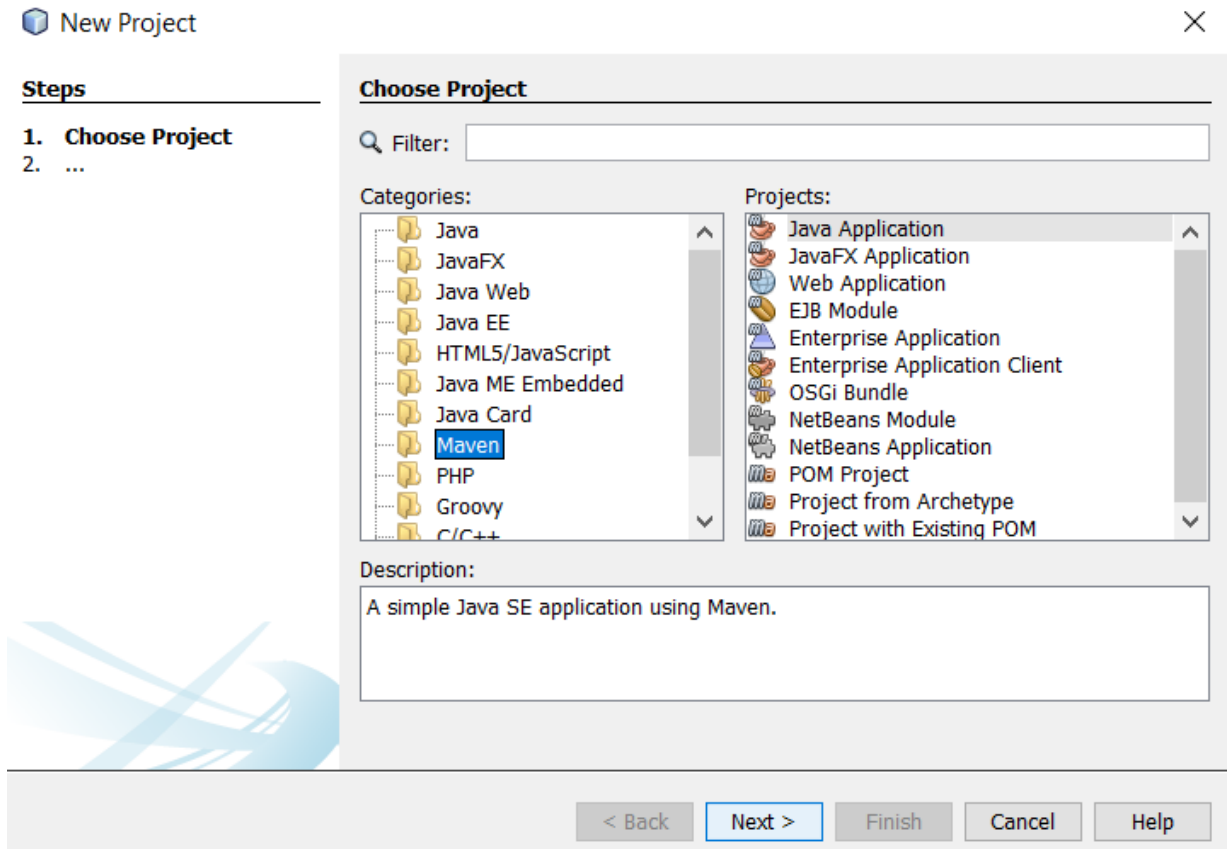 New Project
Steps
1. Choose Project
2. ...
Choose Project
Filter:
Categories:
Java
JavaFX
Java Web
Java EE
HTML5/JavaScript
Java ME Embedded
Java Card
Maven
PHP
Groovy
C/C++
Projects:
Java Application
JavaFX Application
Web Application
EJB Module
Enterprise Application
Enterprise Application Client
OSGi Bundle
NetBeans Module
NetBeans Application
POM Project
Project from Archetype
Project with Existing POM
Description:
A simple Java SE application using Maven.
< Back Next > Finish Cancel Help